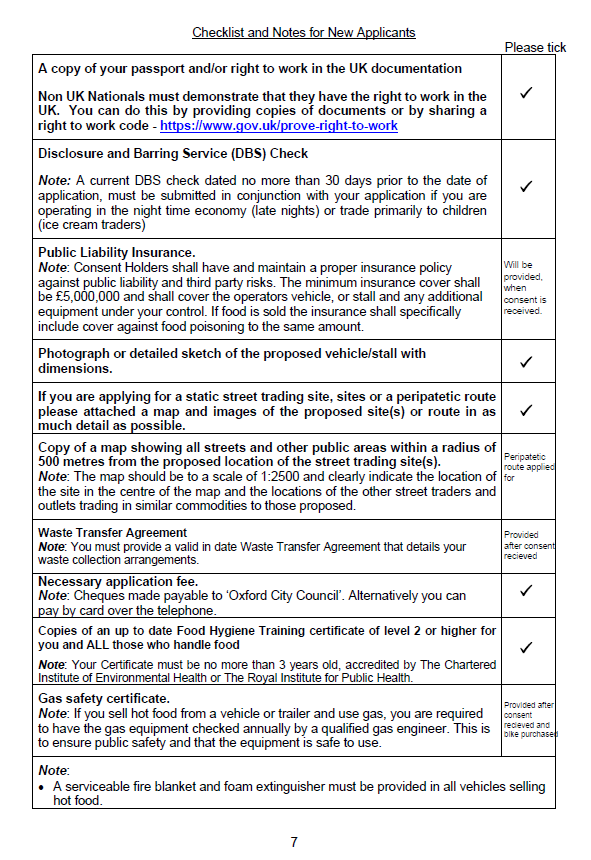 Checklist and Notes for New Applicants
Please tick
A copy of your passport and/or right to work in the UK documentation
✓
Non UK Nationals must demonstrate that they have the right to work in the
UK. You can do this by providing copies of documents or by sharing a
right to work code - https://www.gov.uk/prove-right-to-work
Disclosure and Barring Service (DBS) Check
✓
Note: A current DBS check dated no more than 30 days prior to the date of
application, must be submitted in conjunction with your application if you are
operating in the night time economy (late nights) or trade primarily to children
(ice cream traders)
Public Liability Insurance.
Note: Consent Holders shall have and maintain a proper insurance policy
against public liability and third party risks. The minimum insurance cover shall
be £5,000,000 and shall cover the operators vehicle, or stall and any additional
equipment under your control. If food is sold the insurance shall specifically
include cover against food poisoning to the same amount.
Will be
provided,
when
consent is
received.
Photograph or detailed sketch of the proposed vehicle/stall with
dimensions.
✓
If you are applying for a static street trading site, sites or a peripatetic route
please attached a map and images of the proposed site(s) or route in as
much detail as possible.
✓
Copy of a map showing all streets and other public areas within a radius of
500 metres from the proposed location of the street trading site(s).
Note: The map should be to a scale of 1:2500 and clearly indicate the location of
the site in the centre of the map and the locations of the other street traders and
outlets trading in similar commodities to those proposed.
Peripatetic
route applied
for
Waste Transfer Agreement
Note: You must provide a valid in date Waste Transfer Agreement that details your
waste collection arrangements.
Provided
after consent
recieved
Necessary application fee.
Note: Cheques made payable to ‘Oxford City Council’. Alternatively you can
pay by card over the telephone.
✓
Copies of an up to date Food Hygiene Training certificate of level 2 or higher for
you and ALL those who handle food
✓
Note: Your Certificate must be no more than 3 years old, accredited by The Chartered
Institute of Environmental Health or The Royal Institute for Public Health.
Gas safety certificate.
Note: If you sell hot food from a vehicle or trailer and use gas, you are required
to have the gas equipment checked annually by a qualified gas engineer. This is
to ensure public safety and that the equipment is safe to use.
Provided after
consent
recieved and
bike purchased
Note:
• A serviceable fire blanket and foam extinguisher must be provided in all vehicles selling
hot food.
7